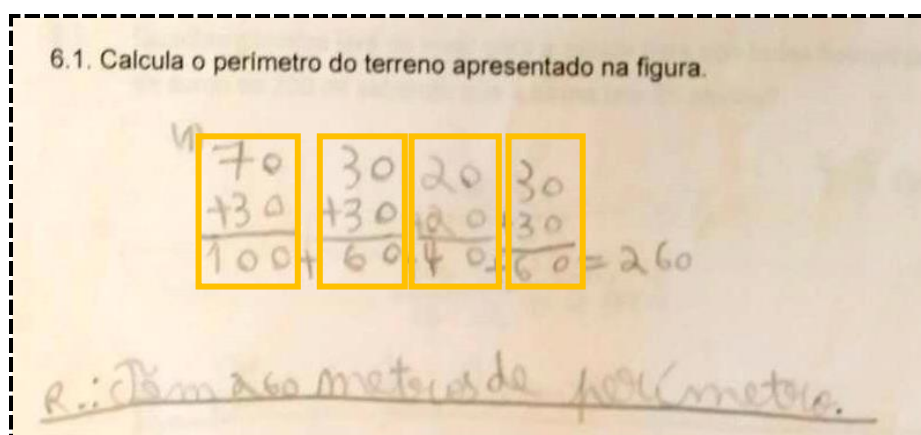 6.1. Calcula o perímetro do terreno apresentado na figura.
70 30 20 30
+30 +30 +20 +30
100 + 60 + 40 + 60 = 260
R.: Têm 260 metros de perímetro.